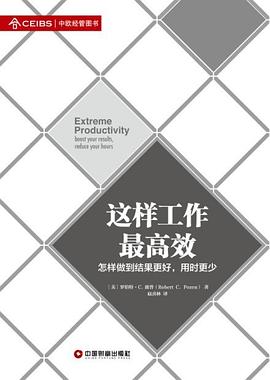 CEIBS | 中欧经管图书
Extreme
Productivity
boost your results,
reduce your hours
这样工作
最高效
怎样做到结果更好，用时更少
［美］罗伯特·C. 波曾（Robert C. Pozen） 著
译
中国财富出版社